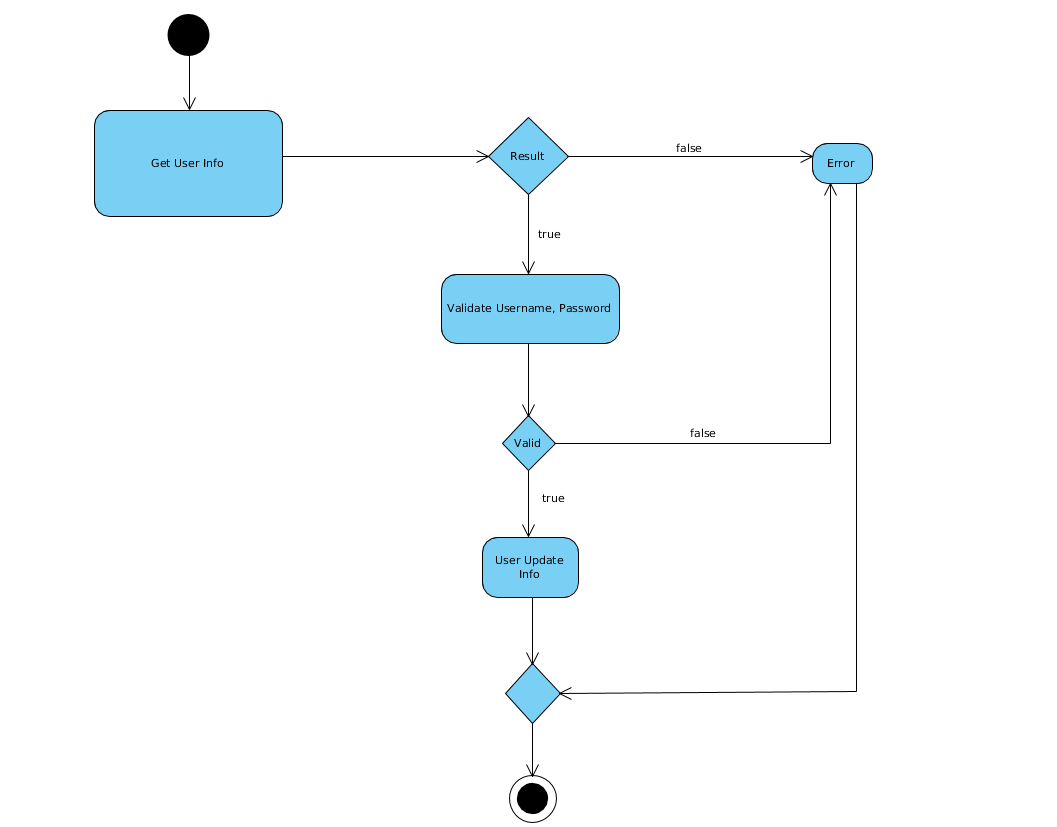 Get User Info
Result
false
Error
true
Validate Username, Password
Valid
false
true
User Update
Info